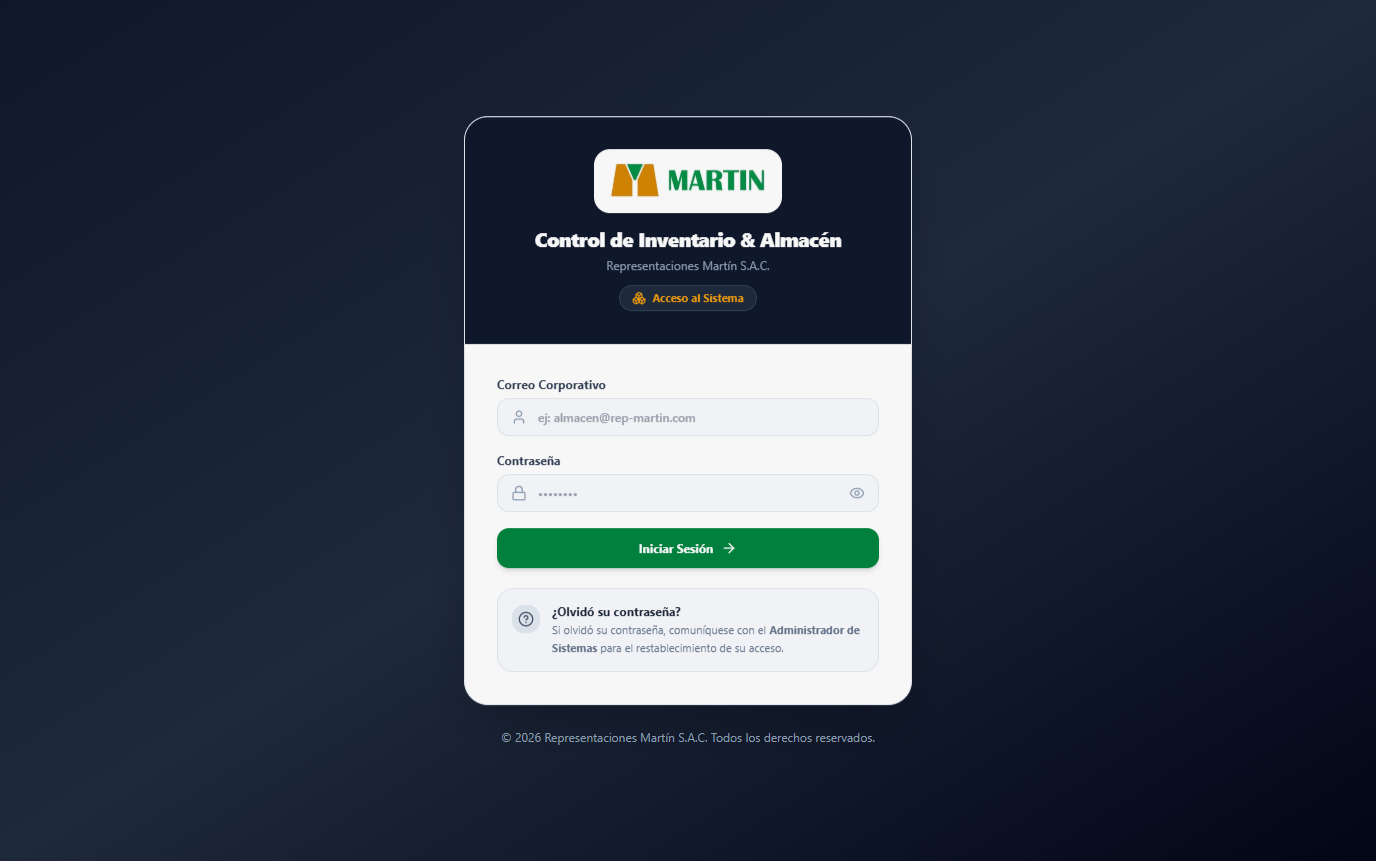 MARTIN
Control de Inventario & Almacén
Representaciones Martín S.A.C.
Acceso al Sistema
Correo Corporativo
ej: almacen@rep-martin.com
Contraseña
••••••••
Iniciar Sesión →
¿Olvidó su contraseña?
Si olvidó su contraseña, comuníquese con el Administrador de
Sistemas para el restablecimiento de su acceso.
© 2026 Representaciones Martín S.A.C. Todos los derechos reservados.